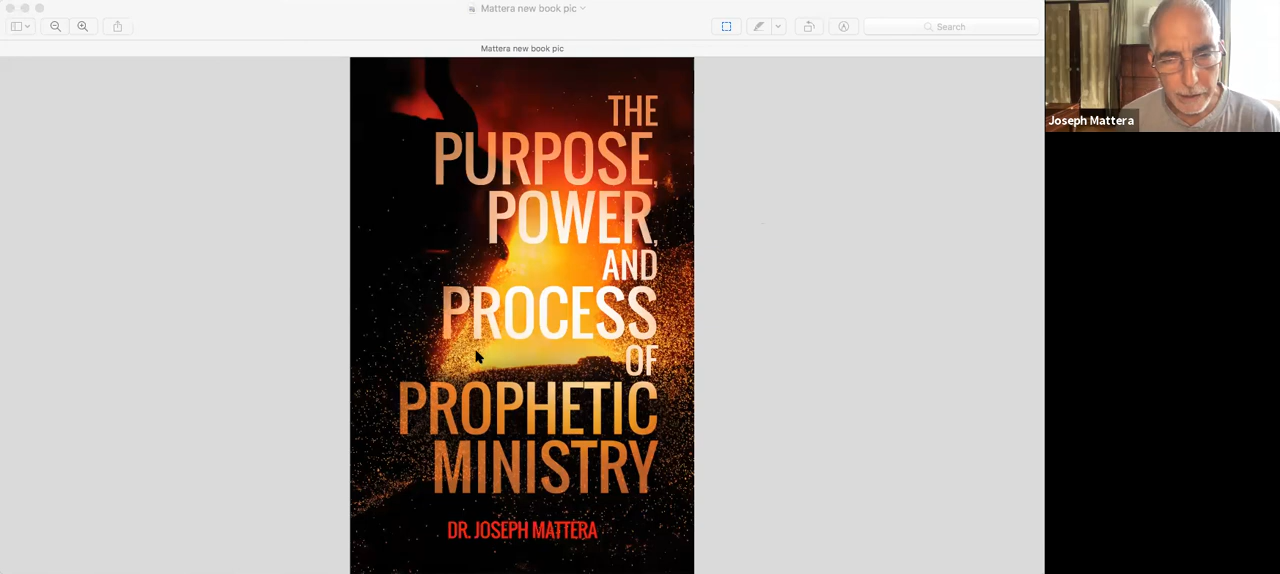 Mattera new book pic
Search
Mattera new book pic
THE
PURPOSE,
POWER,
AND
PROCESS
OF
PROPHETIC
MINISTRY
DR. JOSEPH MATTERA
Joseph Mattera